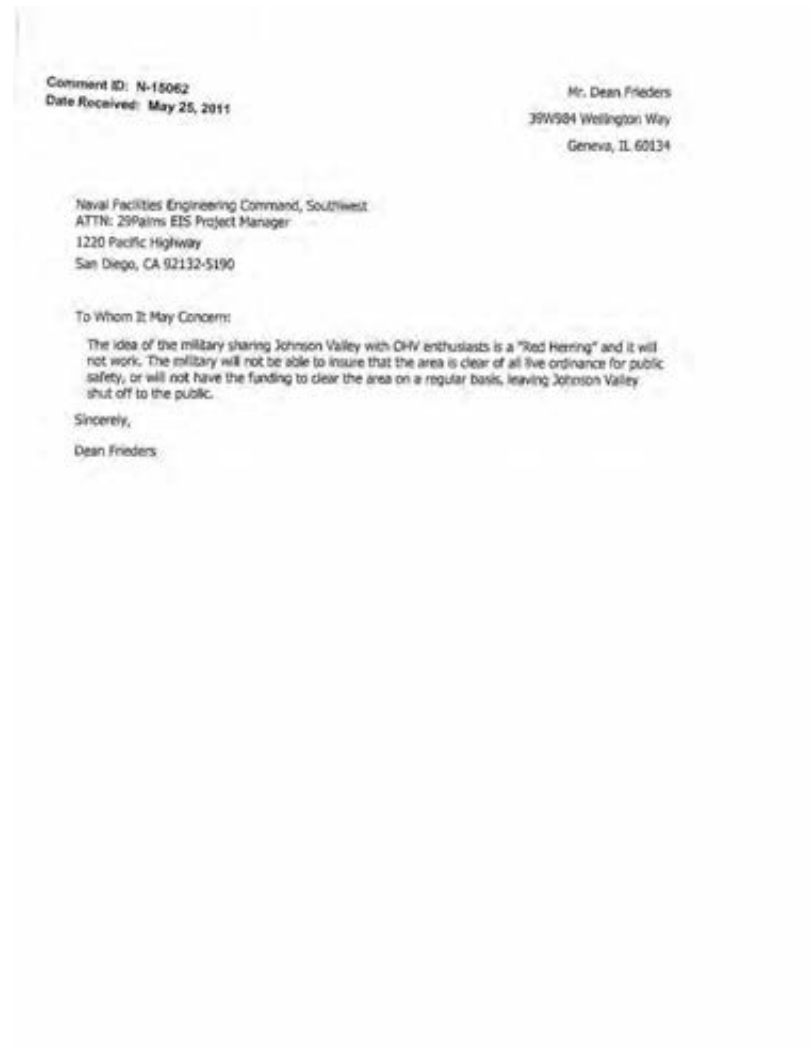 Comment ID: N-15062
Date Received: May 25, 2011
Mr. Dean Frieders
39W984 Wellington Way
Geneva, IL 60134
Naval Facilities Engineering Command, Southwest
ATTN: 29Palms EIS Project Manager
1220 Pacific Highway
San Diego, CA 92132-5190
To Whom It May Concern:
The idea of the military sharing Johnson Valley with OHV enthusiasts is a "Red Herring" and it will
not work. The military will not be able to insure that the area is clear of all live ordinance for public
safety, or will not have the funding to clear the area on a regular basis, leaving Johnson Valley
shut off to the public.
Sincerely,
Dean Frieders